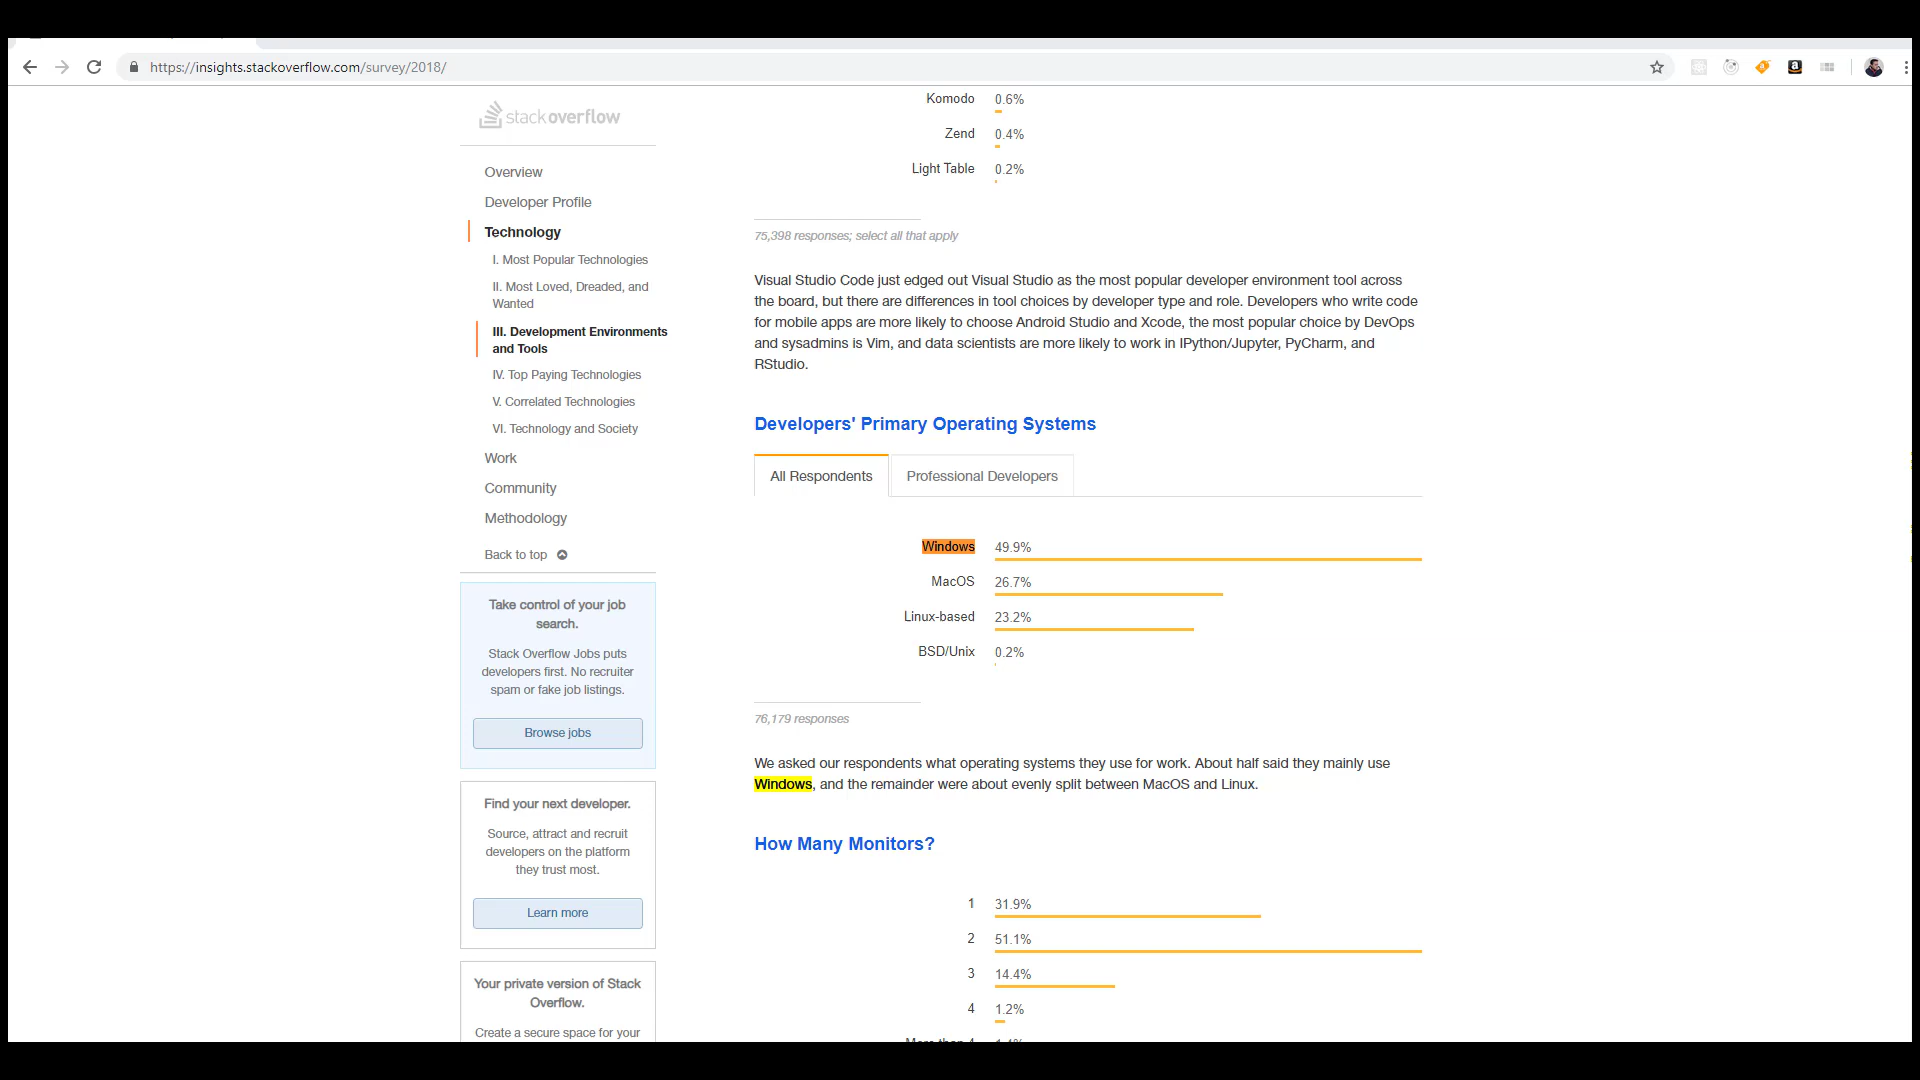 https://insights.stackoverflow.com/survey/2018/
stackoverflow
Overview
Developer Profile
Technology
I. Most Popular Technologies
II. Most Loved, Dreaded, and
Wanted
III. Development Environments
and Tools
IV. Top Paying Technologies
V. Correlated Technologies
VI. Technology and Society
Work
Community
Methodology
Back to top
Take control of your job
search.
Stack Overflow Jobs puts
developers first. No recruiter
spam or fake job listings.
Browse jobs
Find your next developer.
Source, attract and recruit
developers on the platform
they trust most.
Learn more
Your private version of Stack
Overflow.
Create a secure space for your
Komodo 0.6%
Zend 0.4%
Light Table 0.2%
75,398 responses; select all that apply
Visual Studio Code just edged out Visual Studio as the most popular developer environment tool across
the board, but there are differences in tool choices by developer type and role. Developers who write code
for mobile apps are more likely to choose Android Studio and Xcode, the most popular choice by DevOps
and sysadmins is Vim, and data scientists are more likely to work in IPython/Jupyter, PyCharm, and
RStudio.
Developers' Primary Operating Systems
All Respondents Professional Developers
Windows 49.9%
MacOS 26.7%
Linux-based 23.2%
BSD/Unix 0.2%
76,179 responses
We asked our respondents what operating systems they use for work. About half said they mainly use
Windows, and the remainder were about evenly split between MacOS and Linux.
How Many Monitors?
1 31.9%
2 51.1%
3 14.4%
4 1.2%